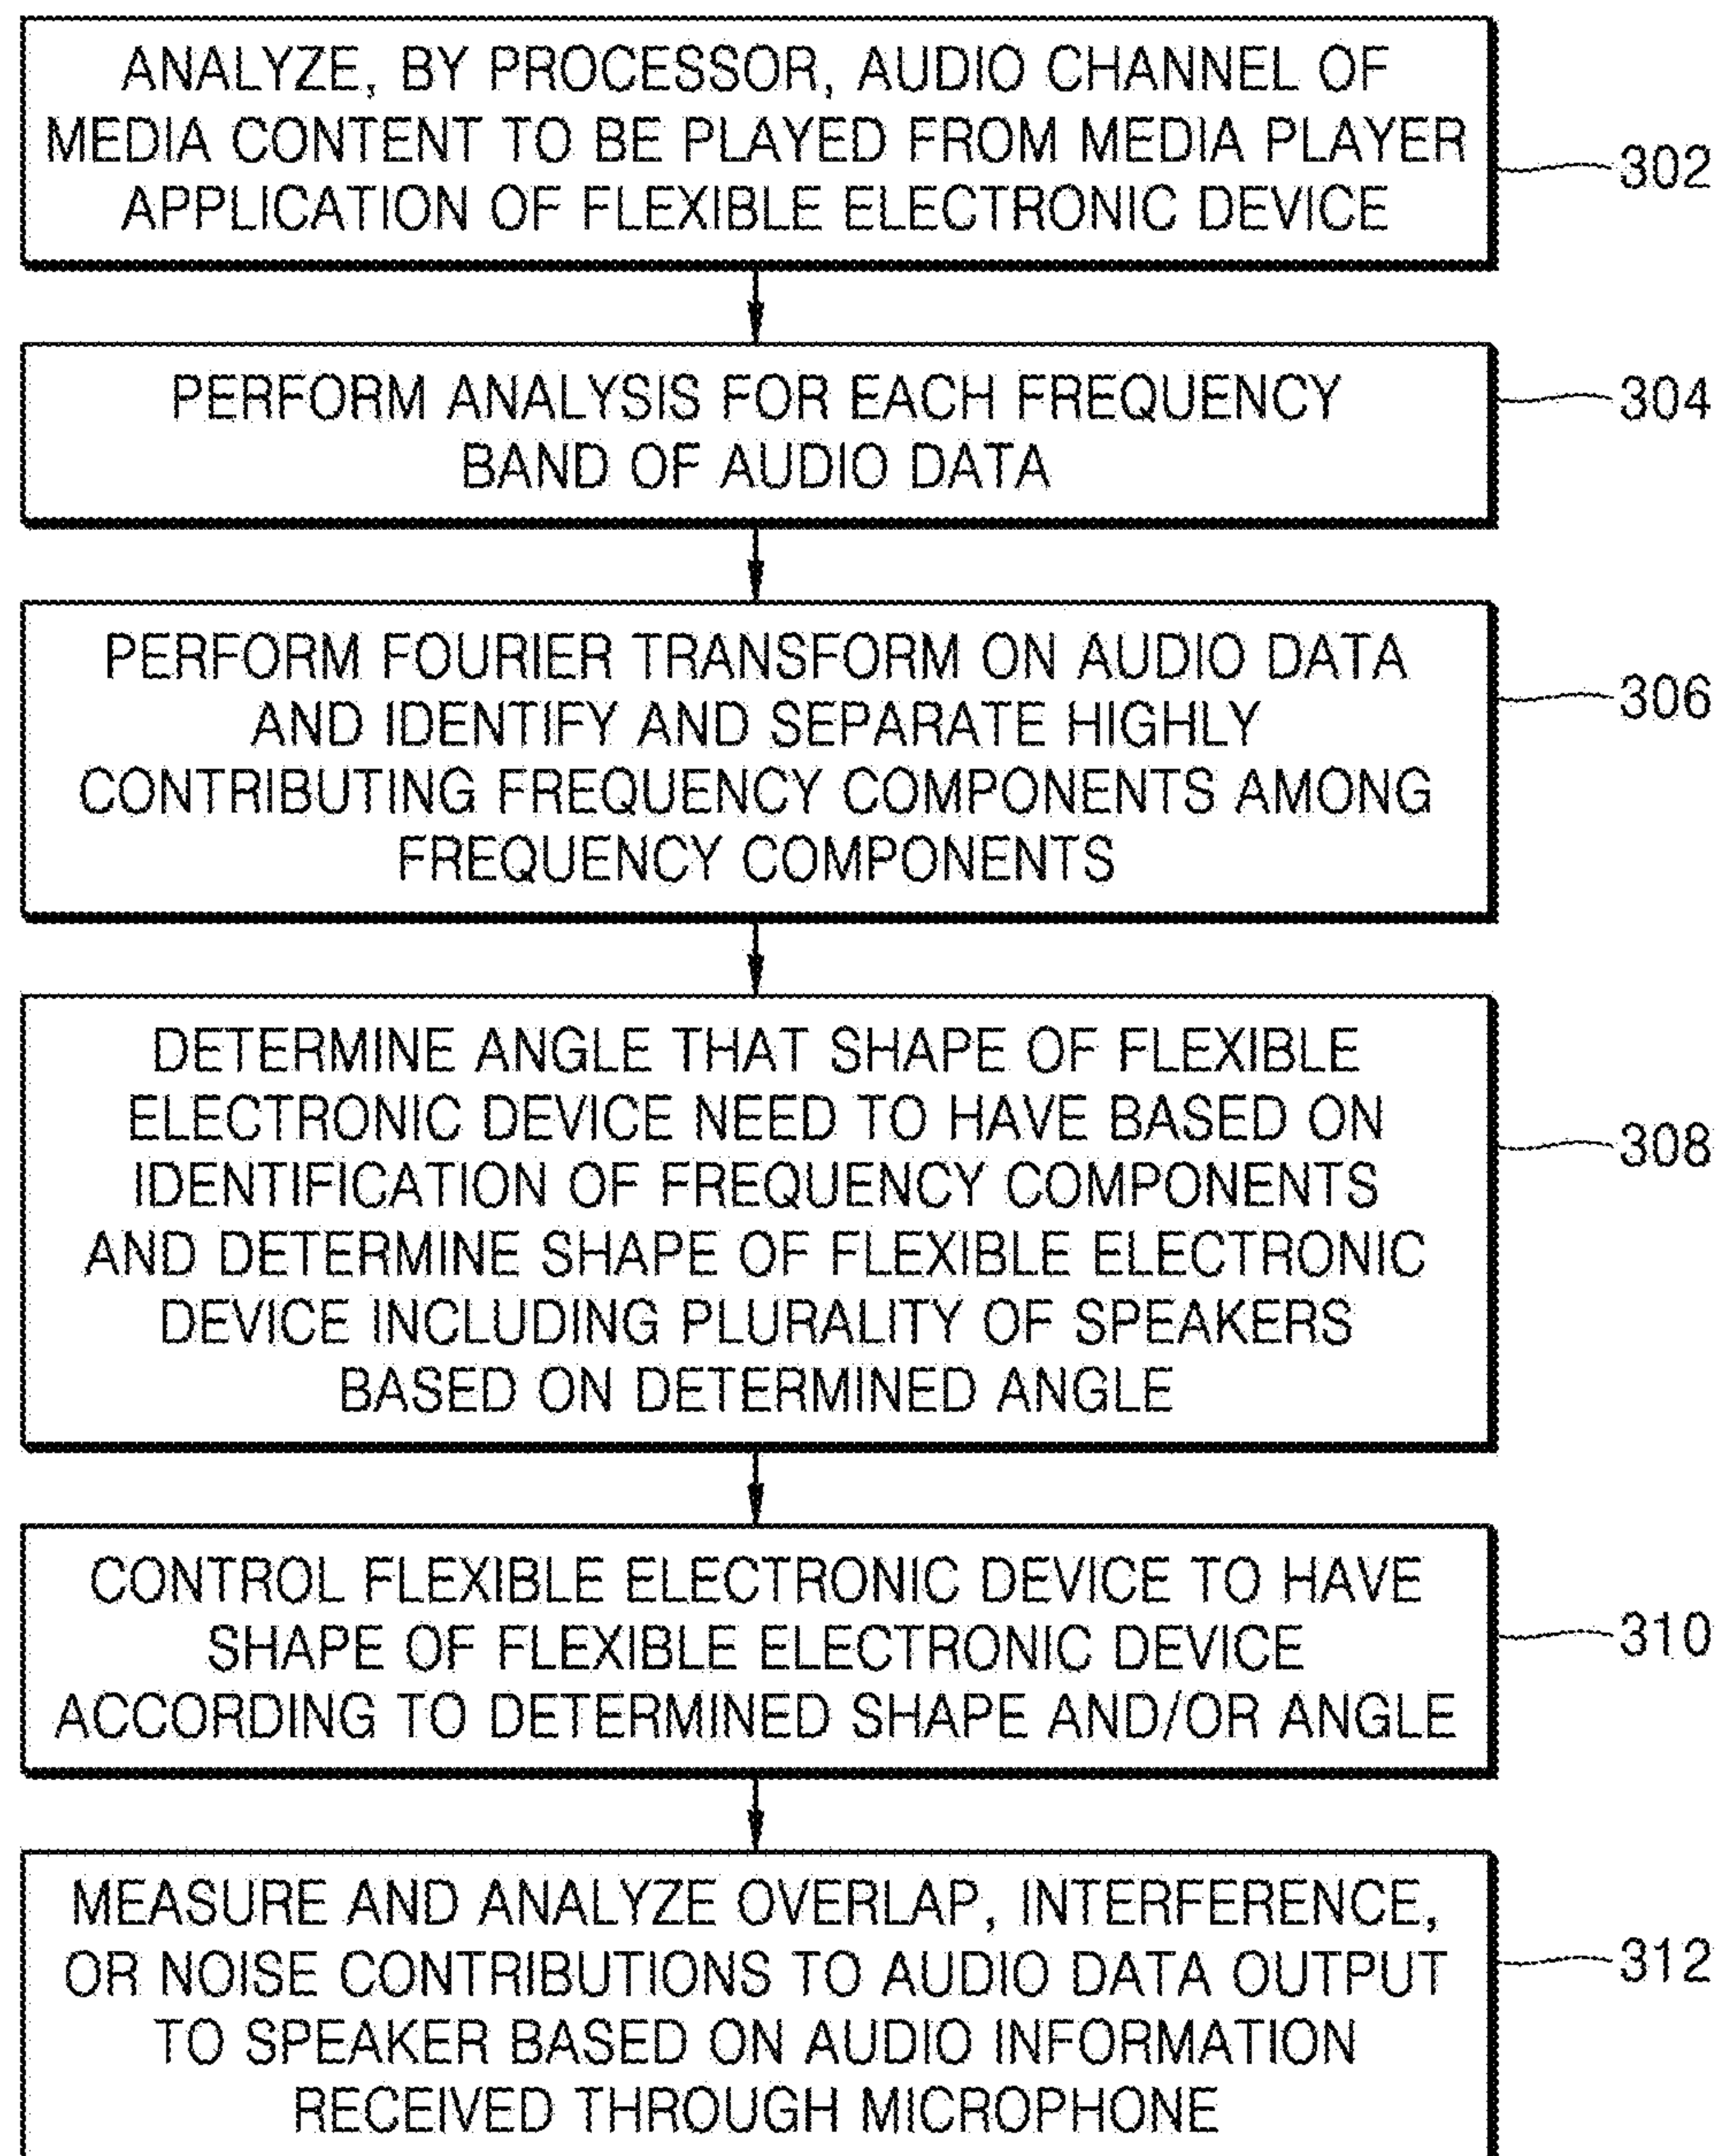 ANALYZE, BY PROCESSOR, AUDIO CHANNEL OF
MEDIA CONTENT TO BE PLAYED FROM MEDIA PLAYER
APPLICATION OF FLEXIBLE ELECTRONIC DEVICE
302
PERFORM ANALYSIS FOR EACH FREQUENCY
BAND OF AUDIO DATA
304
PERFORM FOURIER TRANSFORM ON AUDIO DATA
AND IDENTIFY AND SEPARATE HIGHLY
CONTRIBUTING FREQUENCY COMPONENTS AMONG
FREQUENCY COMPONENTS
306
DETERMINE ANGLE THAT SHAPE OF FLEXIBLE
ELECTRONIC DEVICE NEED TO HAVE BASED ON
IDENTIFICATION OF FREQUENCY COMPONENTS
AND DETERMINE SHAPE OF FLEXIBLE ELECTRONIC
DEVICE INCLUDING PLURALITY OF SPEAKERS
BASED ON DETERMINED ANGLE
308
CONTROL FLEXIBLE ELECTRONIC DEVICE TO HAVE
SHAPE OF FLEXIBLE ELECTRONIC DEVICE
ACCORDING TO DETERMINED SHAPE AND/OR ANGLE
310
MEASURE AND ANALYZE OVERLAP, INTERFERENCE,
OR NOISE CONTRIBUTIONS TO AUDIO DATA OUTPUT
TO SPEAKER BASED ON AUDIO INFORMATION
RECEIVED THROUGH MICROPHONE
312